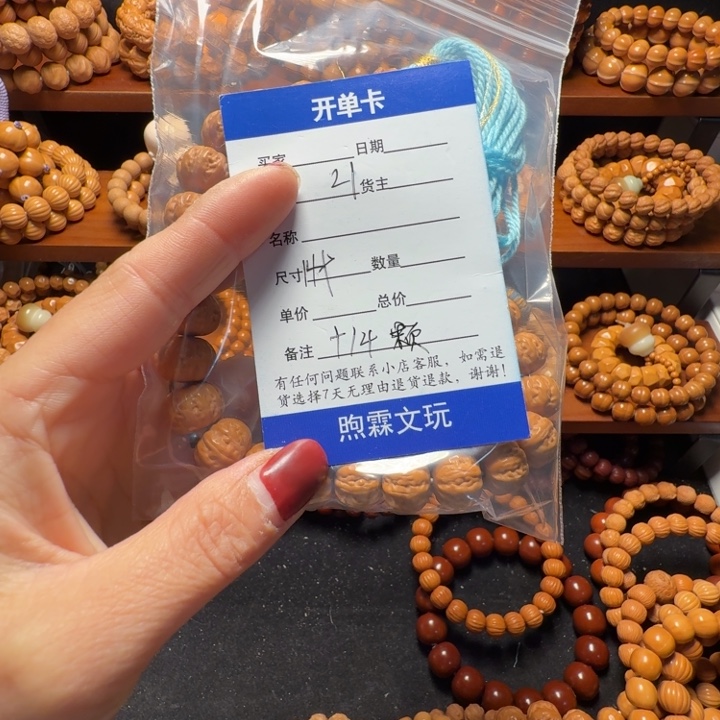 开单卡
买家 日期
21 货主
名称
尺寸 数量
单价 总价
备注 +14颗
有任何问题联系小店客服，如需退
货选择7天无理由退货退款，谢谢！
煦霖文玩